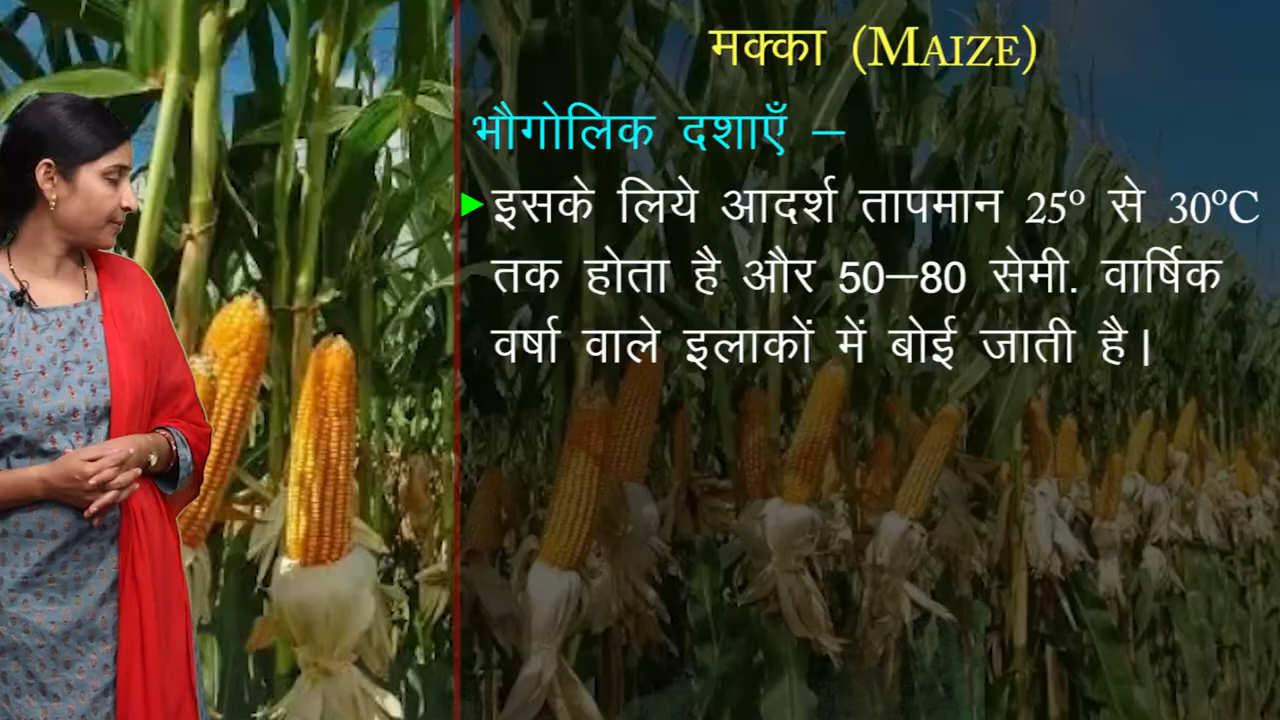 मक्का (MAIZE)
भौगोलिक दशाएँ –
इसके लिये आदर्श तापमान 25° से 30°C
तक होता है और 50–80 सेमी. वार्षिक
वर्षा वाले इलाकों में बोई जाती है।